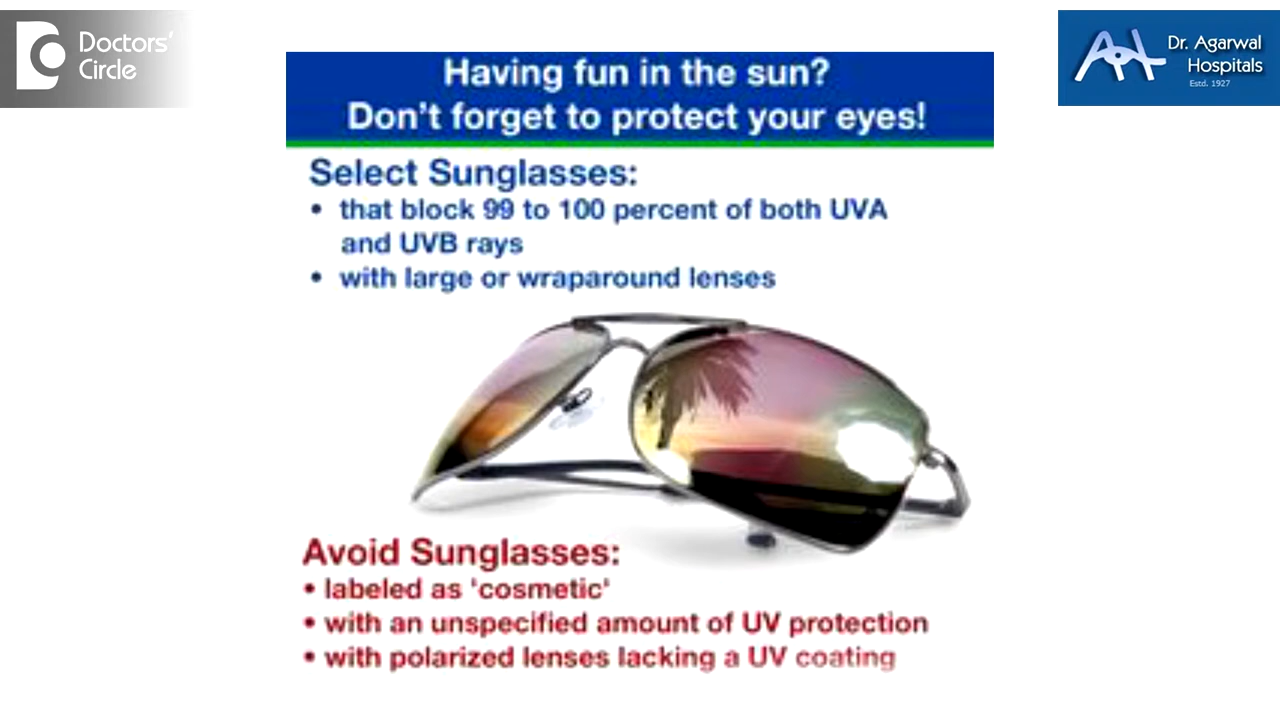 Doctors'
Circle
Dr. Agarwal
Hospitals
Estd. 1927
Having fun in the sun?
Don't forget to protect your eyes!
Select Sunglasses:
• that block 99 to 100 percent of both UVA
and UVB rays
• with large or wraparound lenses
Avoid Sunglasses:
• labeled as 'cosmetic'
• with an unspecified amount of UV protection
• with polarized lenses lacking a UV coating